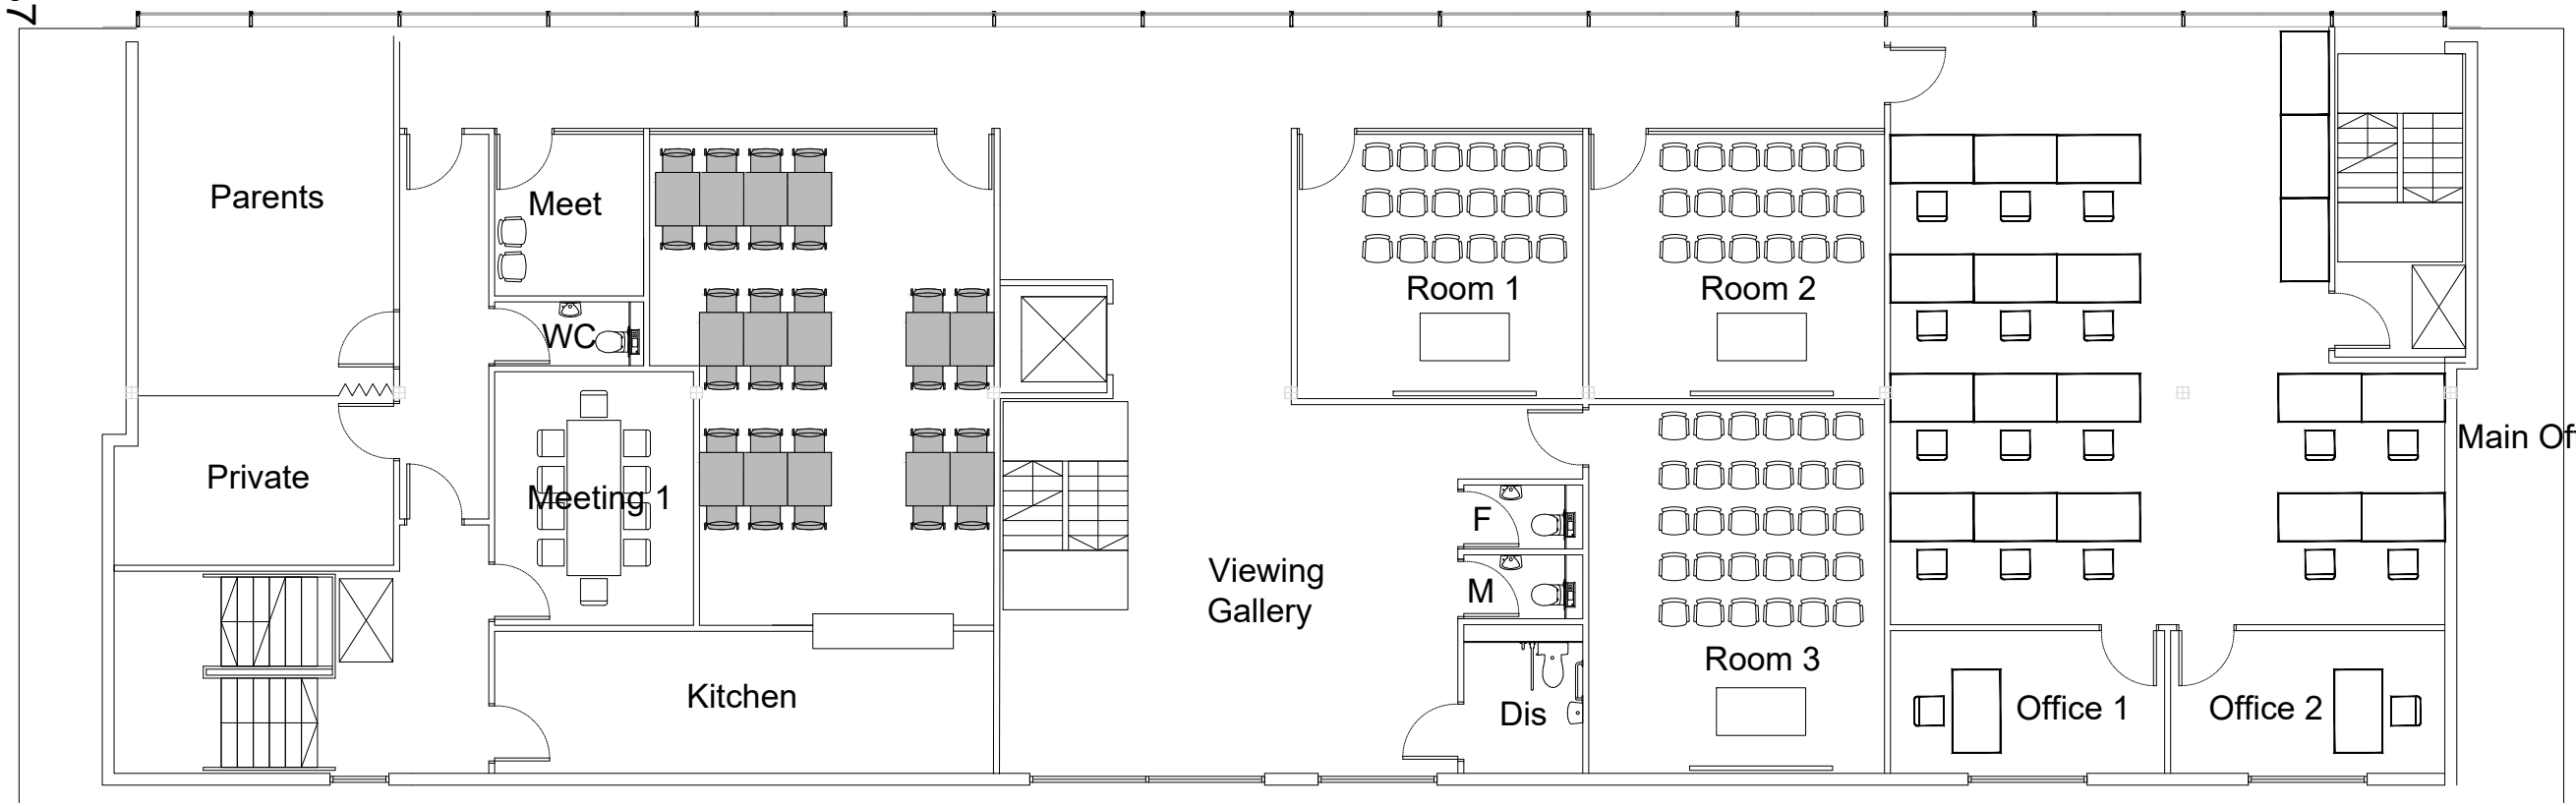 7
Parents
Meet
WC
Room 1
Room 2
Main Of
Private
Meeting 1
F
M
Viewing
Gallery
Room 3
Kitchen
Dis
Office 1
Office 2